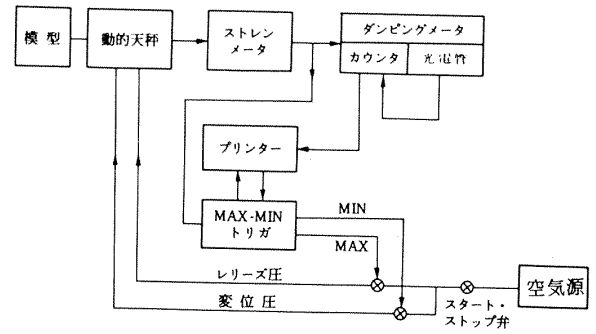 模型
動的天秤
ストレン
メータ
ダンピングメータ
カウンタ
光電管
プリンター
MAX-MIN
トリガ
MIN
MAX
レリーズ圧
変位圧
スタート・
ストップ弁
空気源